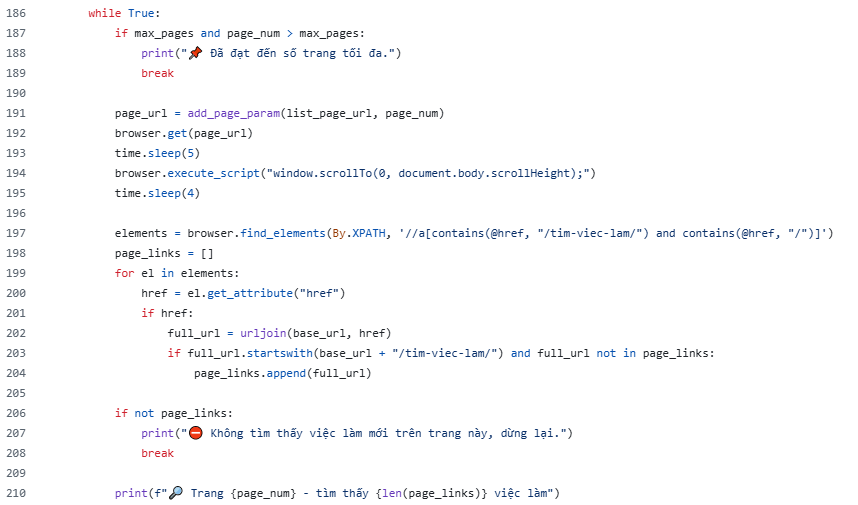 186 while True:
187 if max_pages and page_num > max_pages:
188 print("📌 Đã đạt đến số trang tối đa.")
189 break
190
191 page_url = add_page_param(list_page_url, page_num)
192 browser.get(page_url)
193 time.sleep(5)
194 browser.execute_script("window.scrollTo(0, document.body.scrollHeight);")
195 time.sleep(4)
196
197 elements = browser.find_elements(By.XPATH, '//a[contains(@href, "/tim-viec-lam/") and contains(@href, "/")]')
198 page_links = []
199 for el in elements:
200 href = el.get_attribute("href")
201 if href:
202 full_url = urljoin(base_url, href)
203 if full_url.startswith(base_url + "/tim-viec-lam/") and full_url not in page_links:
204 page_links.append(full_url)
205
206 if not page_links:
207 print("⛔ Không tìm thấy việc làm mới trên trang này, dừng lại.")
208 break
209
210 print(f"🔎 Trang {page_num} - tìm thấy {len(page_links)} việc làm")